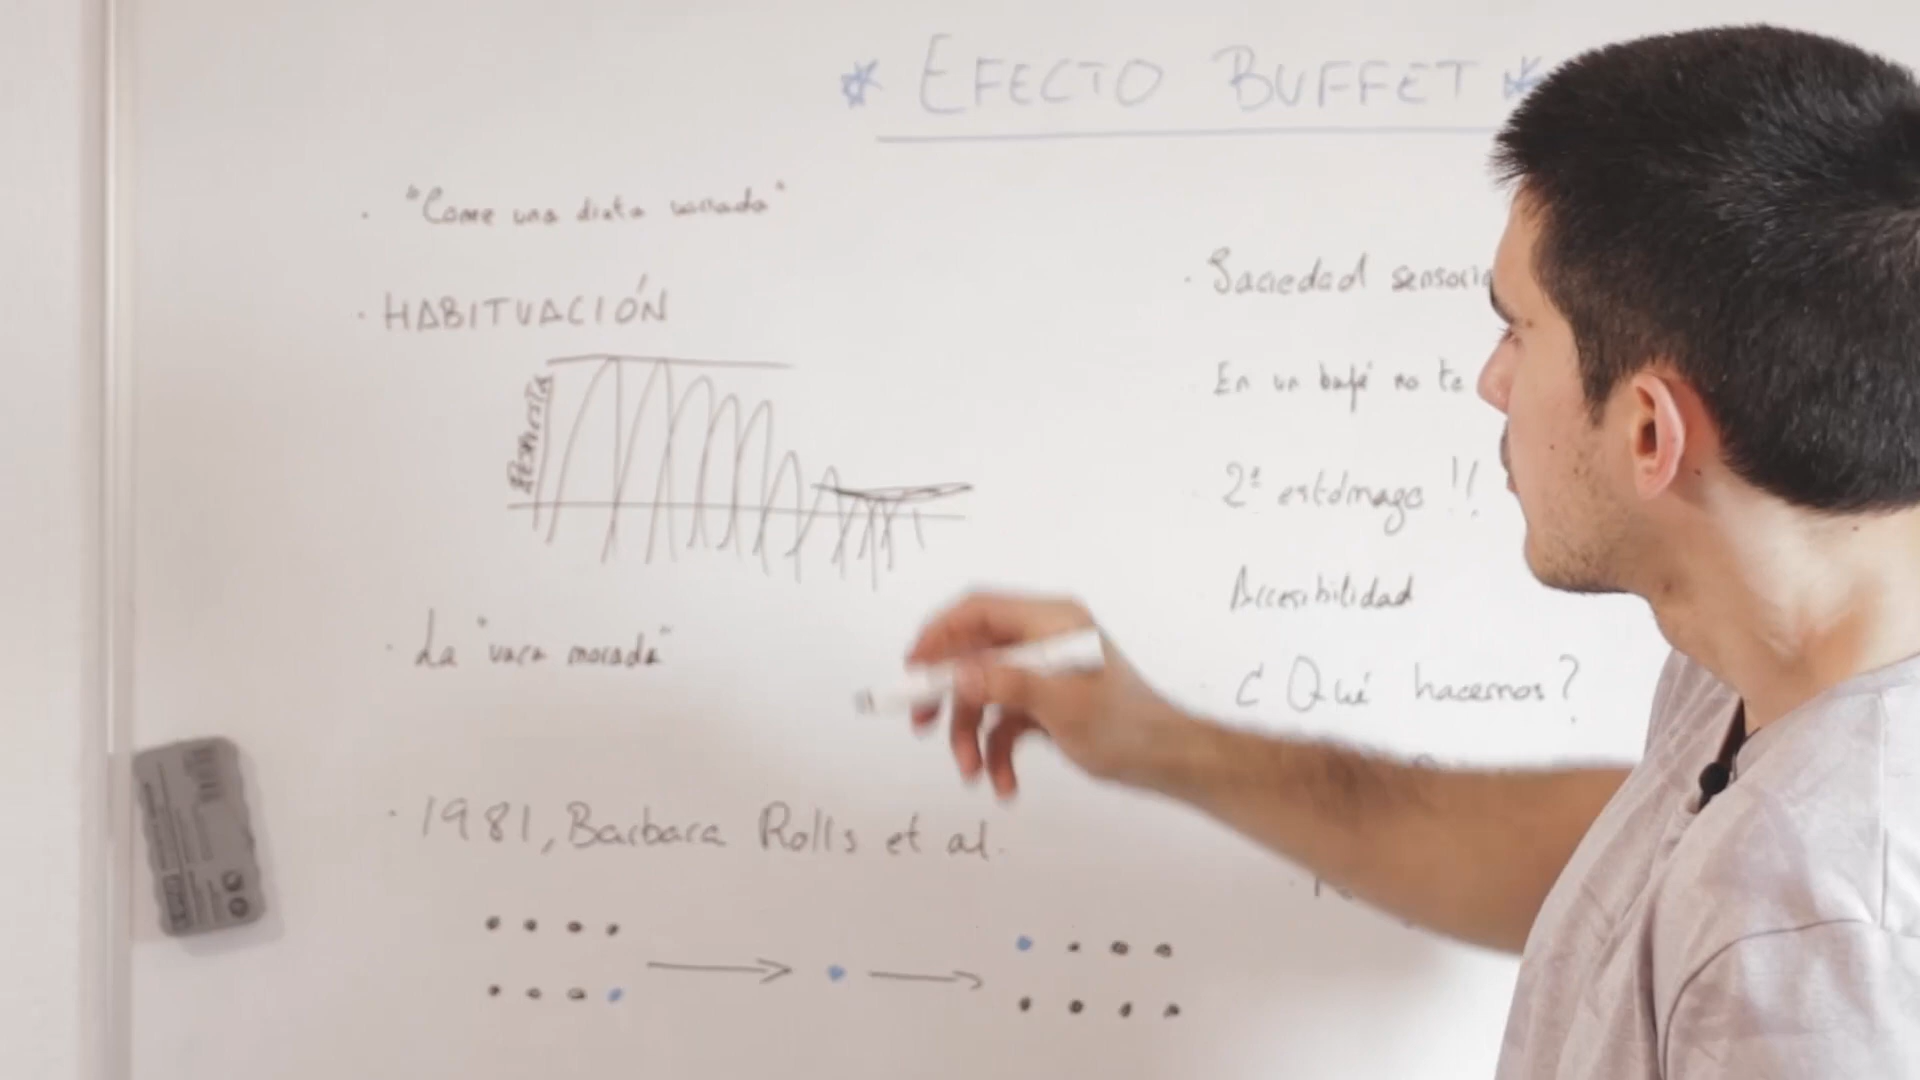 * EFECTO BUFFET *
· "Come una dieta variada"
· HABITUACIÓN
Respuesta
· La "vaca morada"
· 1981, Barbara Rolls et al.
· Saciedad
En un bufé no te
2º estómago !!
Accesibilidad
¿Qué hacemos?